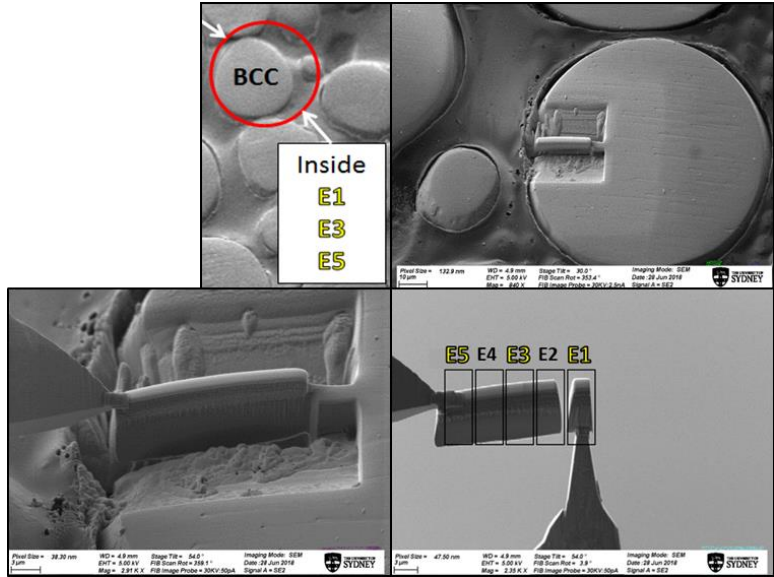 BCC
Inside
E1
E3
E5
Pixel Size = 132.9 nm
WD = 4.9 mm
Stage Tilt = 30.0 °
Imaging Mode: SEM
10 µm
EHT = 5.00 kV
FIB Scan Rot = 353.4°
Date :28 Jun 2018
Mag = 840 X
FIB Image Probe = 30KV:2.5nA
Signal A = SE2
SYDNEY
Pixel Size = 38.30 nm
WD = 4.9 mm
Stage Tilt = 54.0 °
Imaging Mode: SEM
3 µm
EHT = 5.00 kV
FIB Scan Rot = 359.1°
Date :28 Jun 2018
Mag = 2.91 K X
FIB Image Probe = 30KV:50pA
Signal A = SE2
SYDNEY
E5 E4 E3 E2 E1
Pixel Size = 47.50 nm
WD = 4.9 mm
Stage Tilt = 54.0 °
Imaging Mode: SEM
3 µm
EHT = 5.00 kV
FIB Scan Rot = 3.9°
Date :28 Jun 2018
Mag = 2.35 K X
FIB Image Probe = 30KV:50pA
Signal A = SE2
SYDNEY